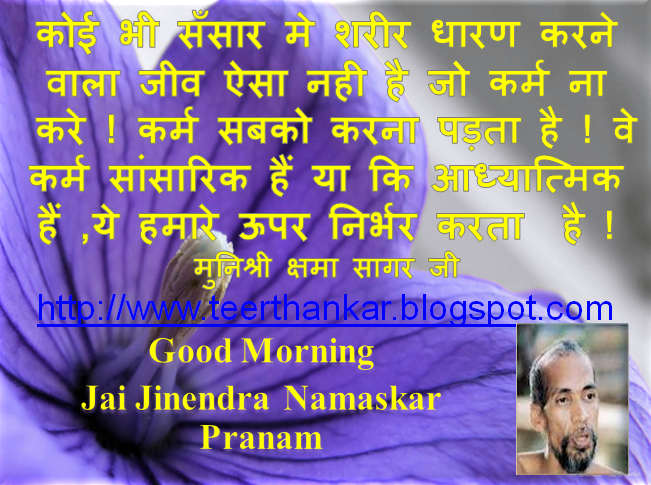 कोई भी सँसार मे शरीर धारण करने
वाला जीव ऐसा नही है जो कर्म ना
करे ! कर्म सबको करना पड़ता है ! वे
कर्म सांसारिक हैं या कि आध्यात्मिक
हैं ,ये हमारे ऊपर निर्भर करता है !
मुनिश्री क्षमा सागर जी
http://www.teerthankar.blogspot.com
Good Morning
Jai Jinendra Namaskar
Pranam